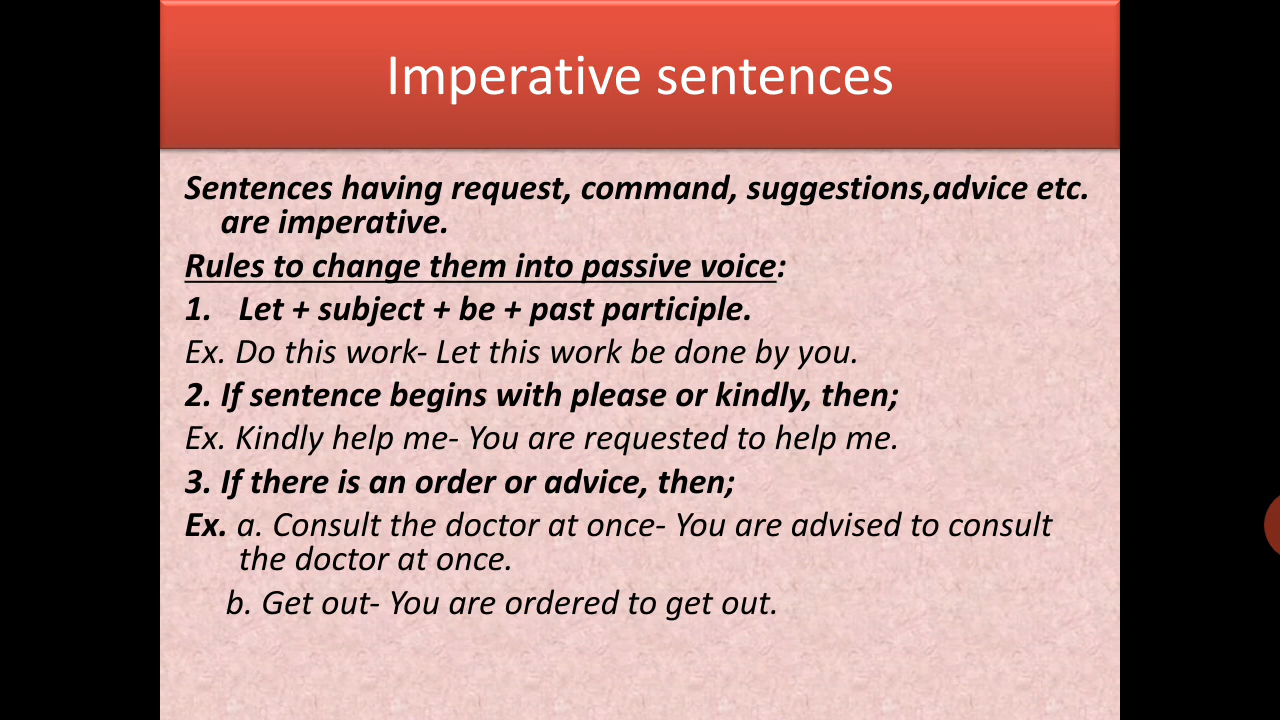 Imperative sentences
Sentences having request, command, suggestions,advice etc.
are imperative.
Rules to change them into passive voice:
1. Let + subject + be + past participle.
Ex. Do this work- Let this work be done by you.
2. If sentence begins with please or kindly, then;
Ex. Kindly help me- You are requested to help me.
3. If there is an order or advice, then;
Ex. a. Consult the doctor at once- You are advised to consult
the doctor at once.
b. Get out- You are ordered to get out.